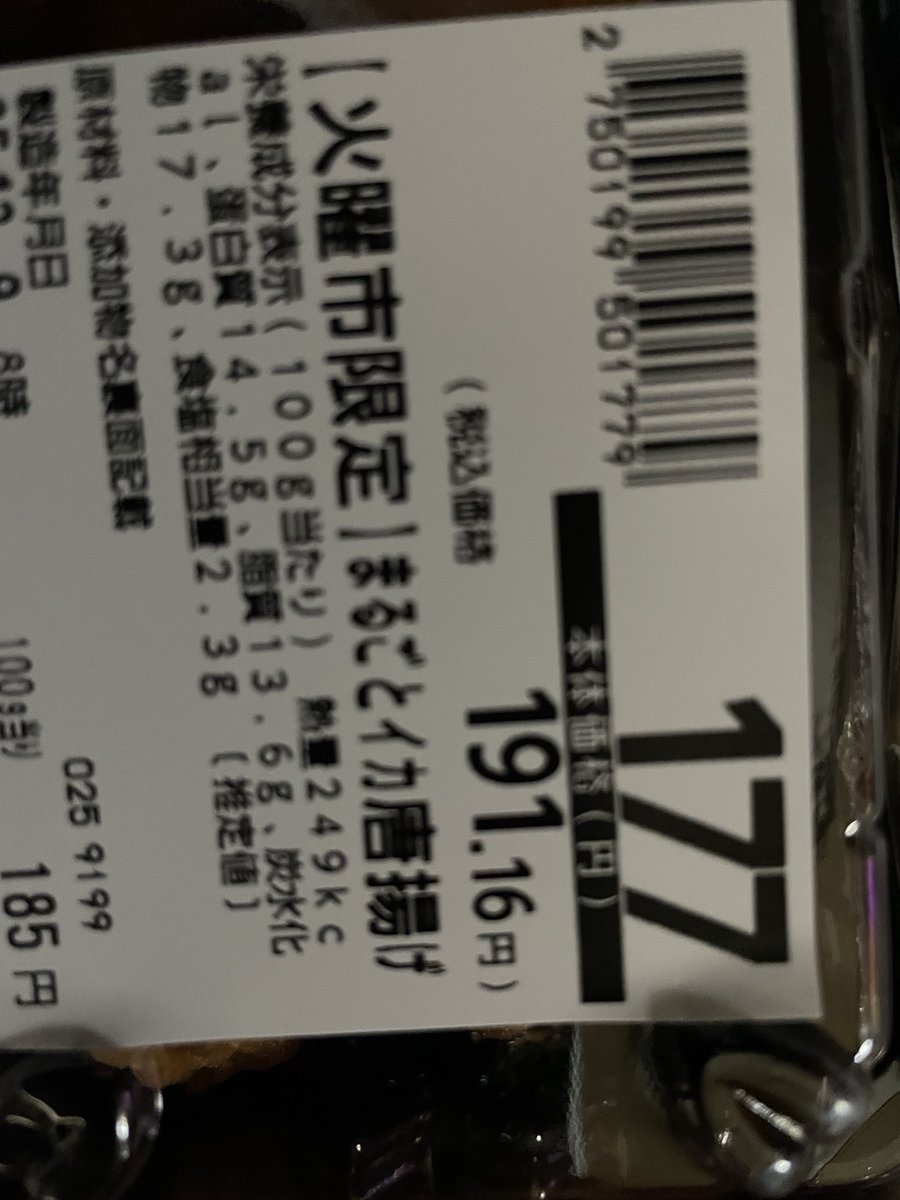 【火曜市限定】まるごとイカ唐揚げ
栄養成分表示(100g当たり) 熱量249kc
al、蛋白質14.5g、脂質13.6g、炭水化
物17.3g、食塩相当量2.3g(推定値)
原材料・添加物名裏面記載
025 9199
製造年月日
8時
100g当り
185円
2 750199 501779
本体価格(円)
177
(税込価格 191.16円)